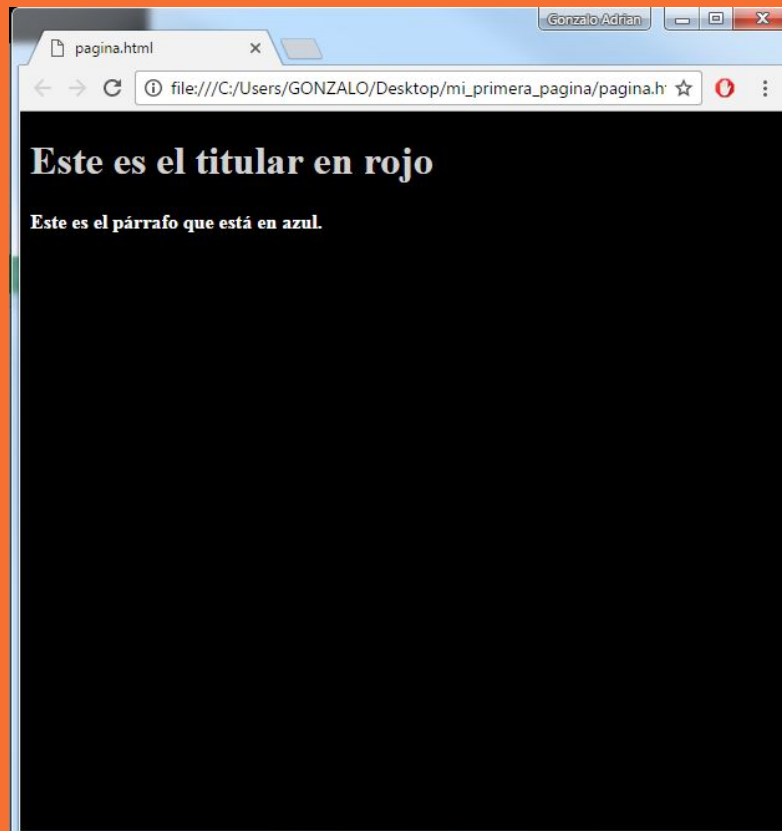 Gonzalo Adrian
pagina.html
file:///C:/Users/GONZALO/Desktop/mi_primera_pagina/pagina.h
Este es el titular en rojo
Este es el párrafo que está en azul.